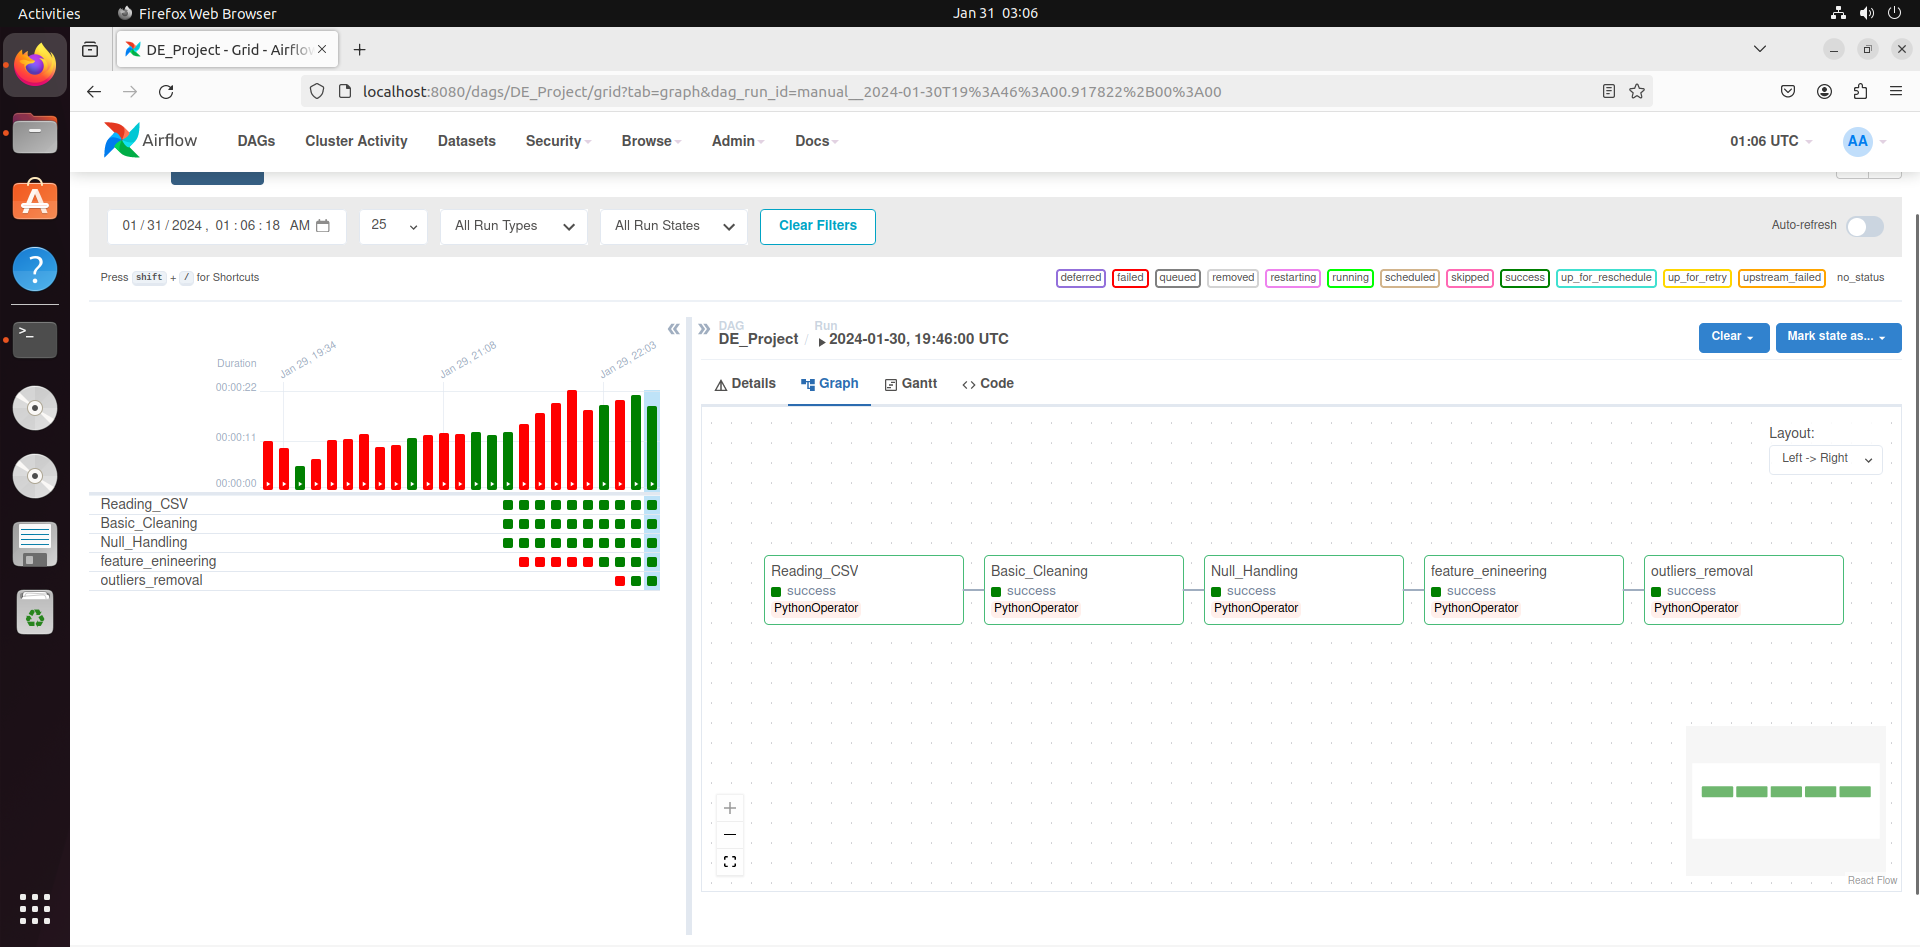 Activities Firefox Web Browser Jan 31 03:06
DE_Project - Grid - Airflo
localhost:8080/dags/DE_Project/grid?tab=graph&dag_run_id=manual__2024-01-30T19%3A46%3A00.917822%2B00%3A00
Airflow DAGs Cluster Activity Datasets Security Browse Admin Docs 01:06 UTC AA
01/31/2024, 01:06:18 AM 25 All Run Types All Run States Clear Filters Auto-refresh
Press shift + / for Shortcuts deferred failed queued removed restarting running scheduled skipped success up_for_reschedule up_for_retry upstream_failed no_status
DAG Run
DE_Project / 2024-01-30, 19:46:00 UTC Clear Mark state as...
Jan 29, 19:34 Jan 29, 21:08 Jan 29, 22:03
Duration
00:00:22
00:00:11
00:00:00
Reading_CSV
Basic_Cleaning
Null_Handling
feature_enineering
outliers_removal
Details Graph Gantt Code
Layout:
Left -> Right
Reading_CSV
success
PythonOperator
Basic_Cleaning
success
PythonOperator
Null_Handling
success
PythonOperator
feature_enineering
success
PythonOperator
outliers_removal
success
PythonOperator
React Flow